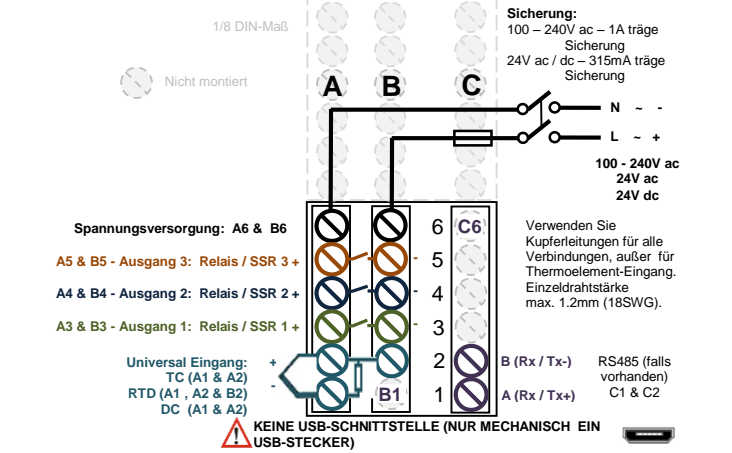 Sicherung:
1/8 DIN-Maß
100 – 240V ac – 1A träge
Sicherung
24V ac / dc – 315mA träge
Sicherung
Nicht montiert
A B C
N ~ -
L ~ +
100 - 240V ac
24V ac
24V dc
Spannungsversorgung: A6 & B6
6 C6
Verwenden Sie
Kupferleitungen für alle
Verbindungen, außer für
Thermoelement-Eingang.
Einzeldrahtstärke
max. 1.2mm (18SWG).
A5 & B5 - Ausgang 3: Relais / SSR 3 + - 5
A4 & B4 - Ausgang 2: Relais / SSR 2 + - 4
A3 & B3 - Ausgang 1: Relais / SSR 1 + - 3
Universal Eingang: +
TC (A1 & A2)
RTD (A1 , A2 & B2) -
DC (A1 & A2)
2 B (Rx / Tx-)
B1 1 A (Rx / Tx+)
RS485 (falls
vorhanden)
C1 & C2
KEINE USB-SCHNITTSTELLE (NUR MECHANISCH EIN
USB-STECKER)